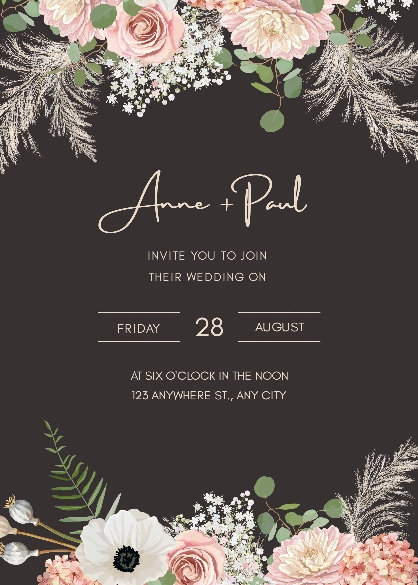 Anne + Paul
INVITE YOU TO JOIN
THEIR WEDDING ON
FRIDAY 28 AUGUST
AT SIX O'CLOCK IN THE NOON
123 ANYWHERE ST., ANY CITY